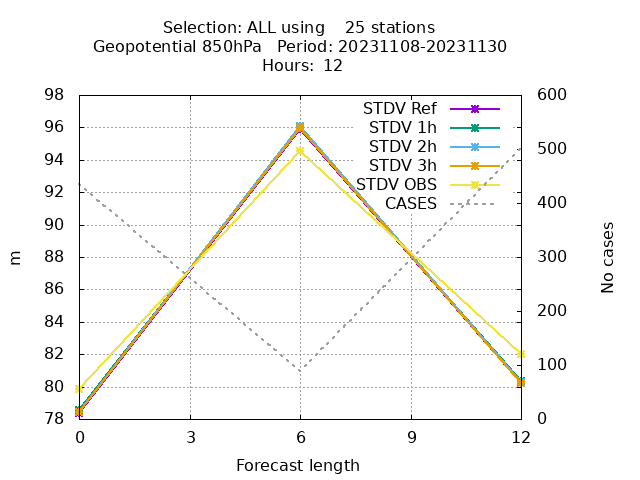 Selection: ALL using    25 stations
Geopotential 850hPa   Period: 20231108-20231130
Hours: 12
98
96
94
92
90
88
86
84
82
80
78
600
500
400
300
200
100
0
STDV Ref
STDV 1h
STDV 2h
STDV 3h
STDV OBS
CASES
m
No cases
0 3 6 9 12
Forecast length